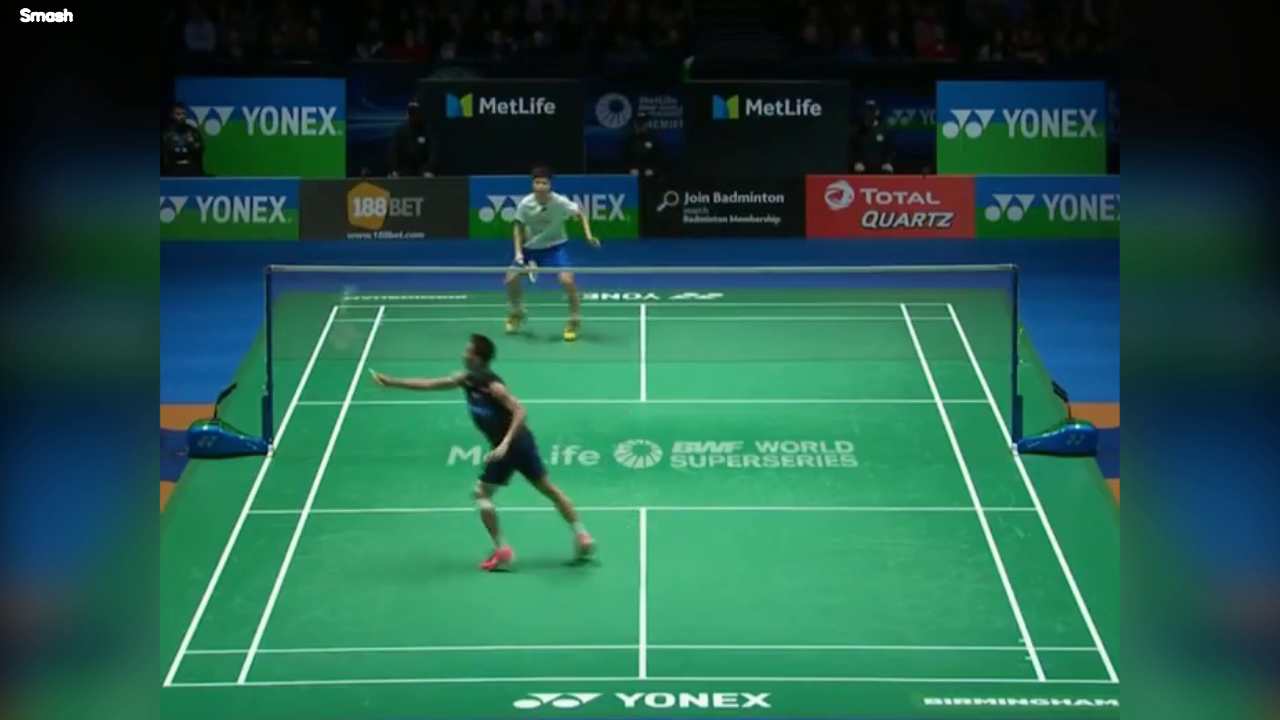 Smash
YONEX
MetLife
MetLife
YONEX
YONEX
188BET
www.188bet.com
NEX
Join Badminton
Badminton Membership
TOTAL
QUARTZ
YONEX
YONEX
MetLife
BWF WORLD
SUPERSERIES
YONEX
BIRMINGHAM